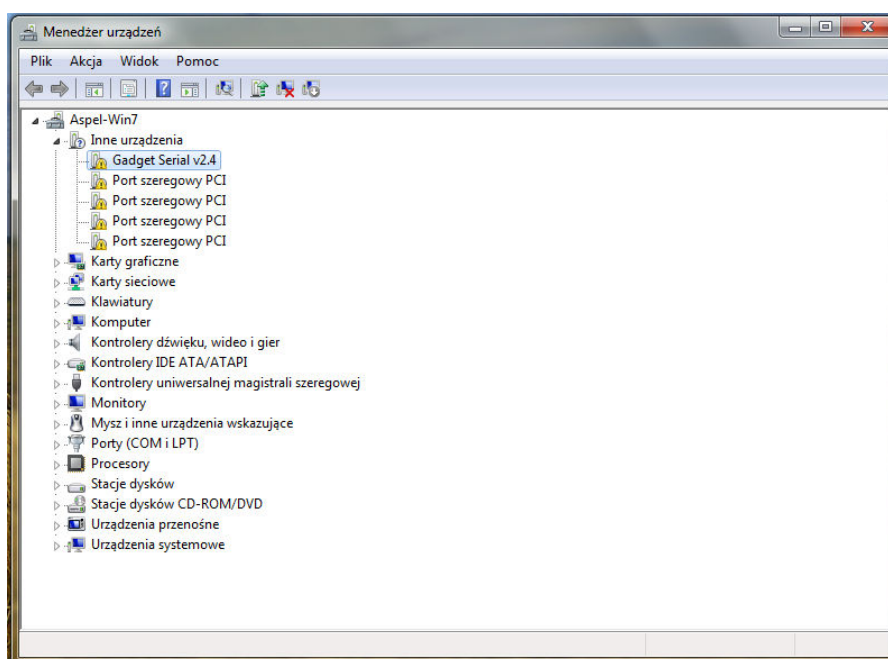 Menedżer urządzeń
Plik Akcja Widok Pomoc
Aspel-Win7
Inne urządzenia
Gadget Serial v2.4
Port szeregowy PCI
Port szeregowy PCI
Port szeregowy PCI
Port szeregowy PCI
Karty graficzne
Karty sieciowe
Klawiatury
Komputer
Kontrolery dźwięku, wideo i gier
Kontrolery IDE ATA/ATAPI
Kontrolery uniwersalnej magistrali szeregowej
Monitory
Mysz i inne urządzenia wskazujące
Porty (COM i LPT)
Procesory
Stacje dysków
Stacje dysków CD-ROM/DVD
Urządzenia przenośne
Urządzenia systemowe